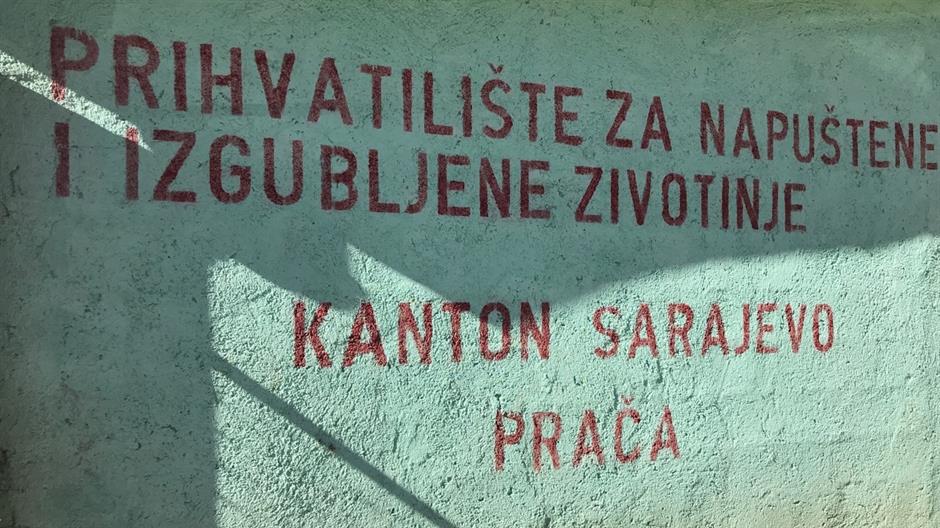 PRIHVATILIŠTE ZA NAPUŠTENE
I IZGUBLJENE ZIVOTINJE
KANTON SARAJEVO
PRAČA